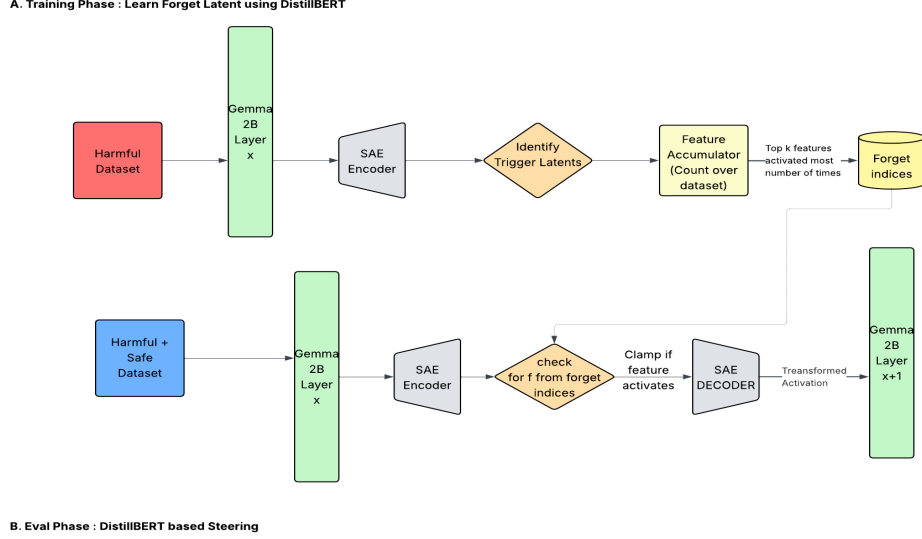 A. Training Phase : Learn Forget Latent using DistillBERT
Harmful
Dataset
Gemma
2B
Layer
x
SAE
Encoder
Identify
Trigger Latents
Feature
Accumulator
(Count over
dataset)
Top k features
activated most
number of times
Forget
indices
Harmful +
Safe
Dataset
Gemma
2B
Layer
x
SAE
Encoder
check
for f from forget
indices
Clamp if
feature
activates
SAE
DECODER
Treansformed
Activation
Gemma
2B
Layer
x+1
B. Eval Phase : DistillBERT based Steering